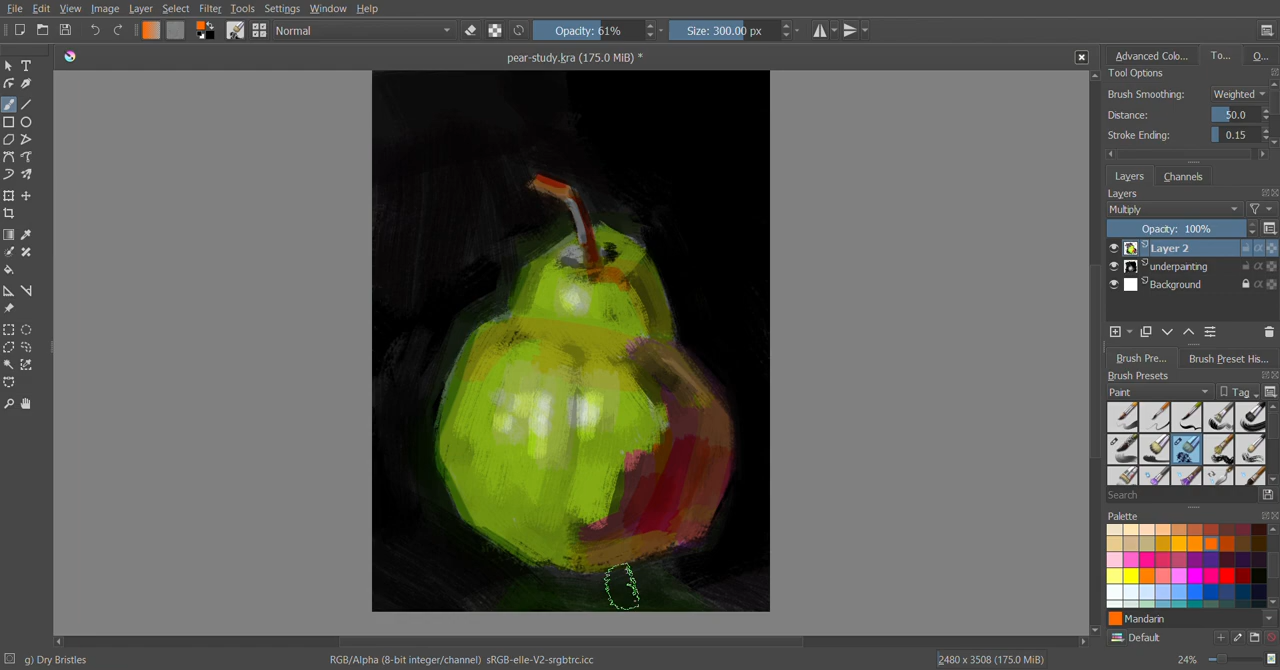 File Edit View Image Layer Select Filter Tools Settings Window Help
Normal Opacity: 61% Size: 300.00 px
pear-study.kra (175.0 MiB) *
Advanced Colo... To... O...
Tool Options
Brush Smoothing: Weighted
Distance: 50.0
Stroke Ending: 0.15
Layers Channels
Layers
Multiply
Opacity: 100%
Layer 2
underpainting
Background
Brush Pre... Brush Preset His...
Brush Presets
Paint Tag
Search
Palette
Mandarin
Default
g) Dry Bristles RGB/Alpha (8-bit integer/channel) sRGB-elle-V2-srgbtrc.icc 2480 x 3508 (175.0 MiB) 24%